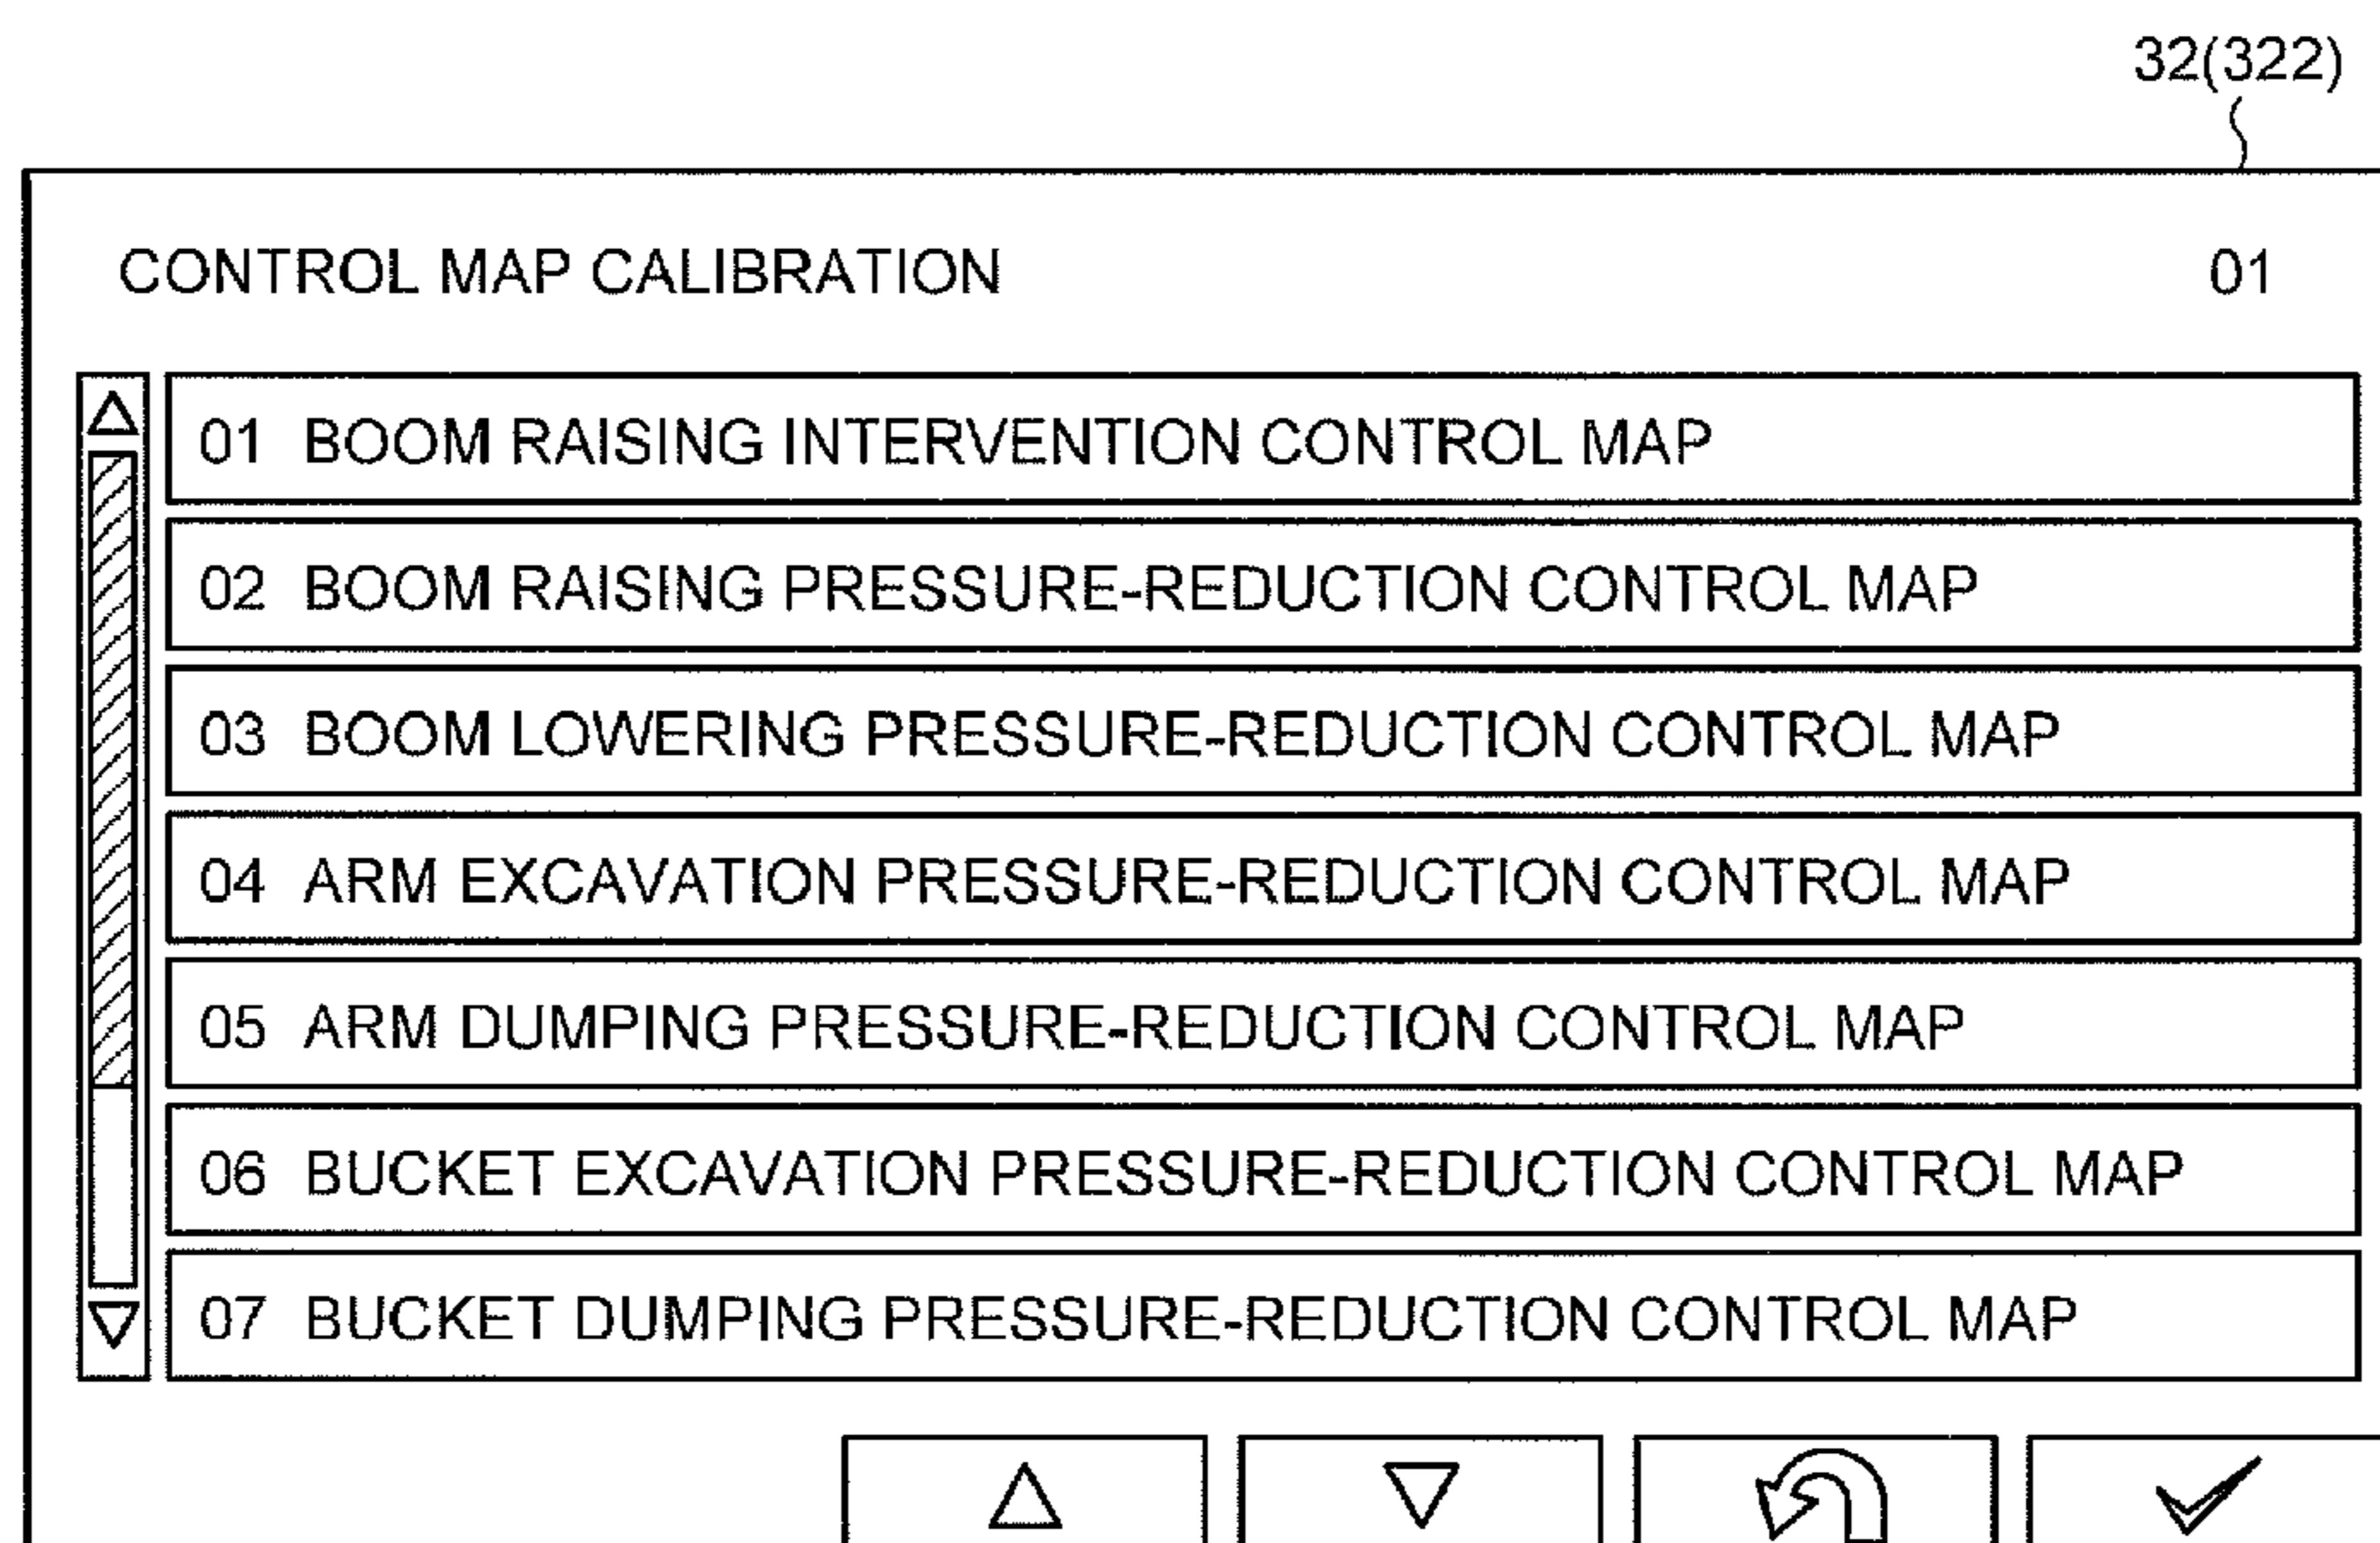 32(322)
CONTROL MAP CALIBRATION 01
01 BOOM RAISING INTERVENTION CONTROL MAP
02 BOOM RAISING PRESSURE-REDUCTION CONTROL MAP
03 BOOM LOWERING PRESSURE-REDUCTION CONTROL MAP
04 ARM EXCAVATION PRESSURE-REDUCTION CONTROL MAP
05 ARM DUMPING PRESSURE-REDUCTION CONTROL MAP
06 BUCKET EXCAVATION PRESSURE-REDUCTION CONTROL MAP
07 BUCKET DUMPING PRESSURE-REDUCTION CONTROL MAP